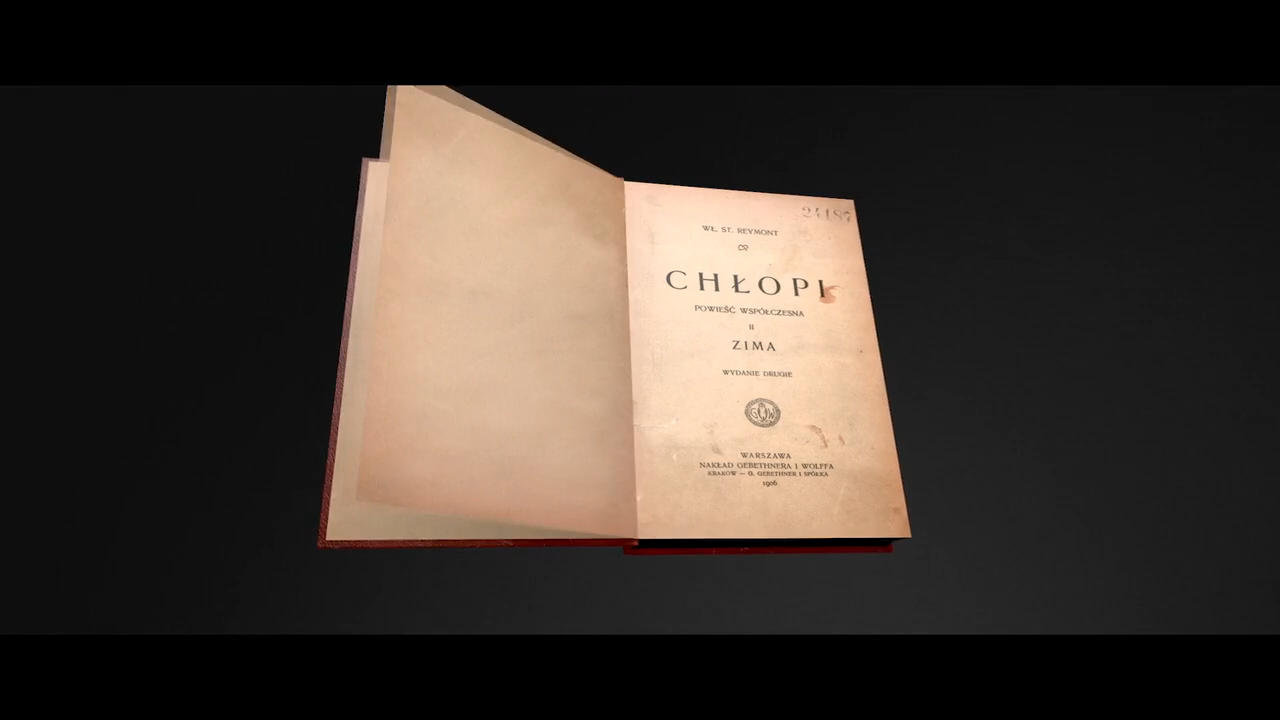 24187
WŁ. ST. REYMONT
CHŁOPI
POWIEŚĆ WSPÓŁCZESNA
II
ZIMA
WYDANIE DRUGIE
G W
WARSZAWA
NAKŁAD GEBETHNERA I WOLFFA
KRAKÓW — G. GEBETHNER I SPÓŁKA
1906